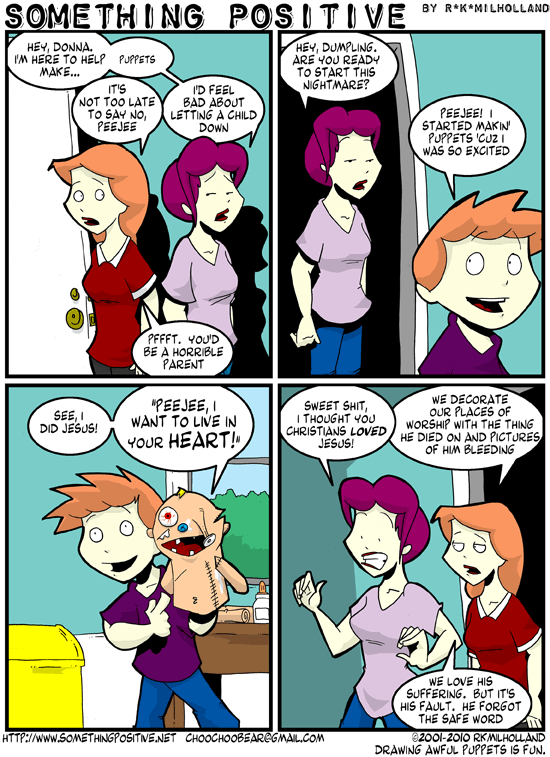 SOMETHING POSITIVE BY R*K*MILHOLLAND
HEY, DONNA.
I'M HERE TO HELP
MAKE...
PUPPETS
IT'S
NOT TOO LATE
TO SAY NO,
PEEJEE
I'D FEEL
BAD ABOUT
LETTING A CHILD
DOWN
PFFFT. YOU'D
BE A HORRIBLE
PARENT
HEY, DUMPLING.
ARE YOU READY
TO START THIS
NIGHTMARE?
PEEJEE! I
STARTED MAKIN'
PUPPETS 'CUZ I
WAS SO EXCITED
SEE, I
DID JESUS!
"PEEJEE, I
WANT TO LIVE IN
YOUR HEART!"
SWEET SHIT,
I THOUGHT YOU
CHRISTIANS LOVED
JESUS!
WE DECORATE
OUR PLACES OF
WORSHIP WITH THE THING
HE DIED ON AND PICTURES
OF HIM BLEEDING
WE LOVE HIS
SUFFERING. BUT IT'S
HIS FAULT. HE FORGOT
THE SAFE WORD
HTTP://WWW.SOMETHINGPOSITIVE.NET CHOOCHOOBEAR@GMAIL.COM ©2001-2010 RKMILHOLLAND
DRAWING AWFUL PUPPETS IS FUN.